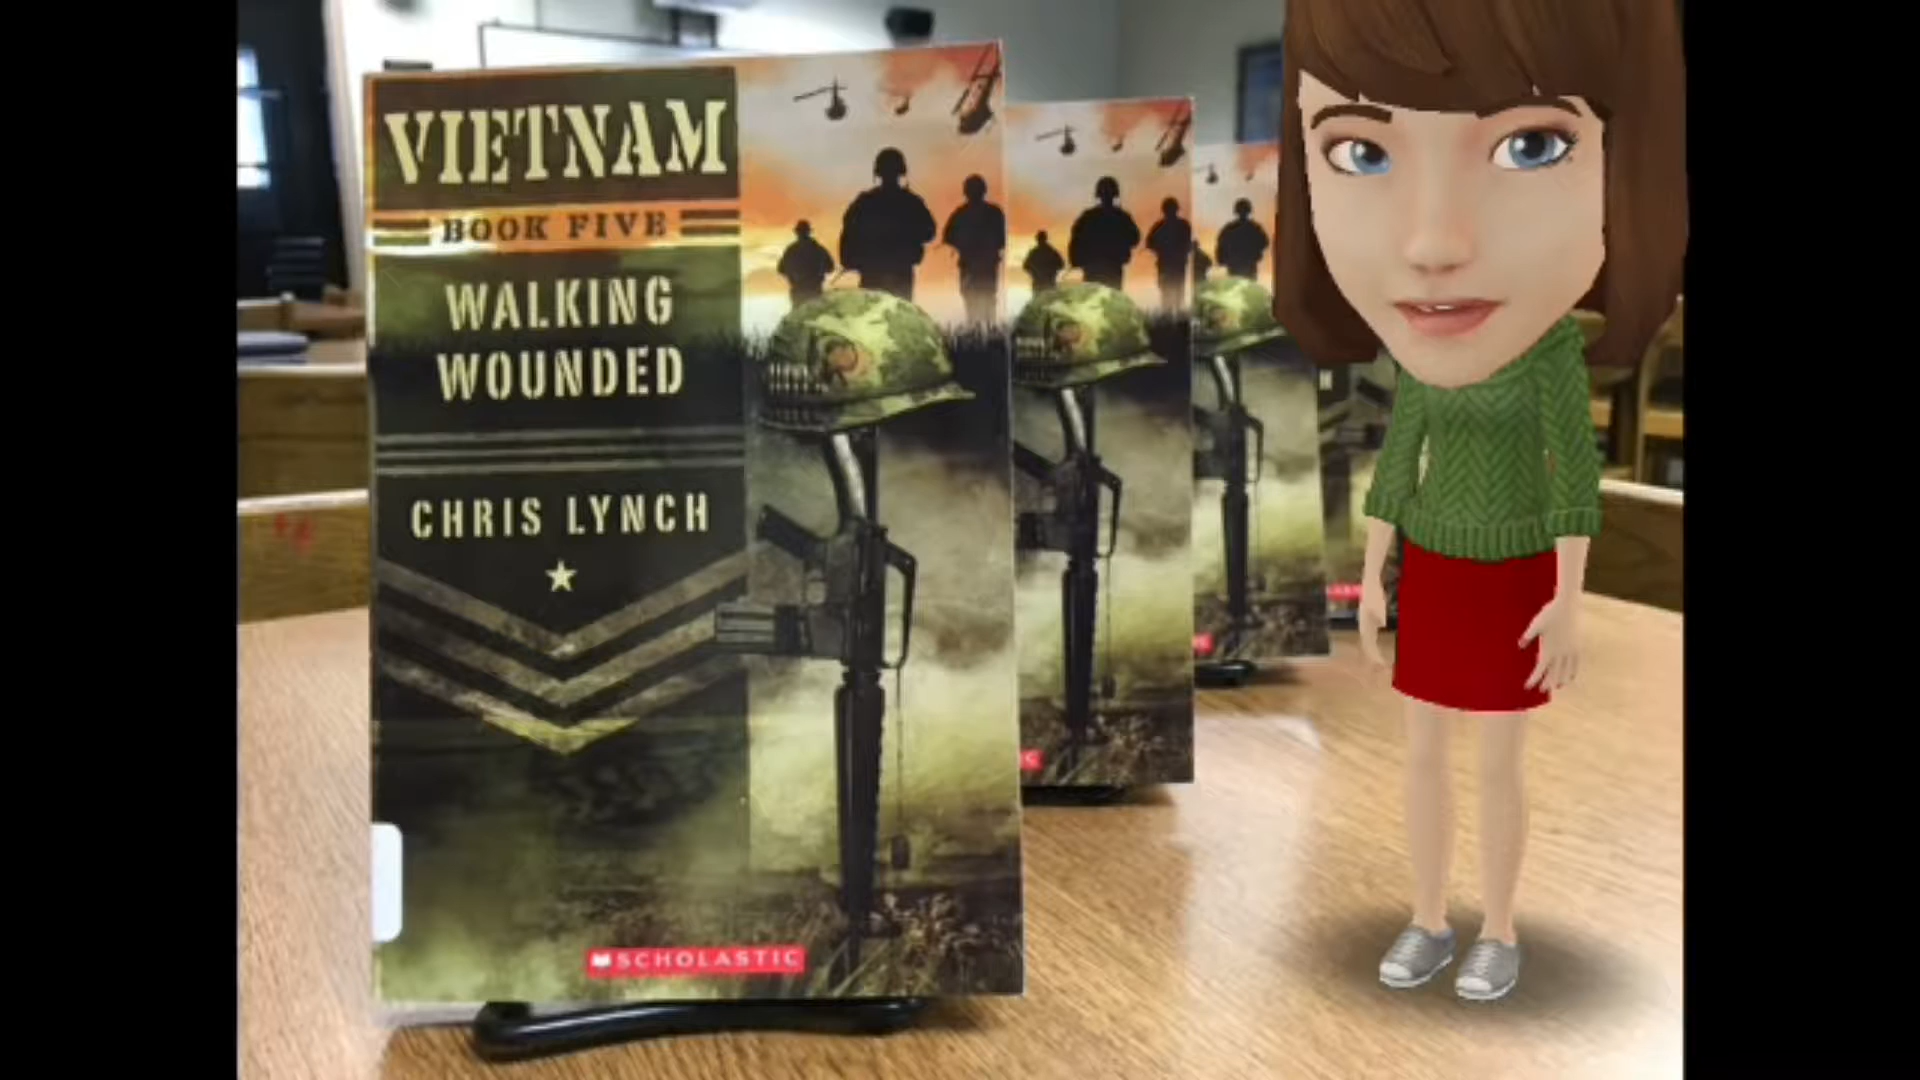 VIETNAM
BOOK FIVE
WALKING
WOUNDED
CHRIS LYNCH
SCHOLASTIC